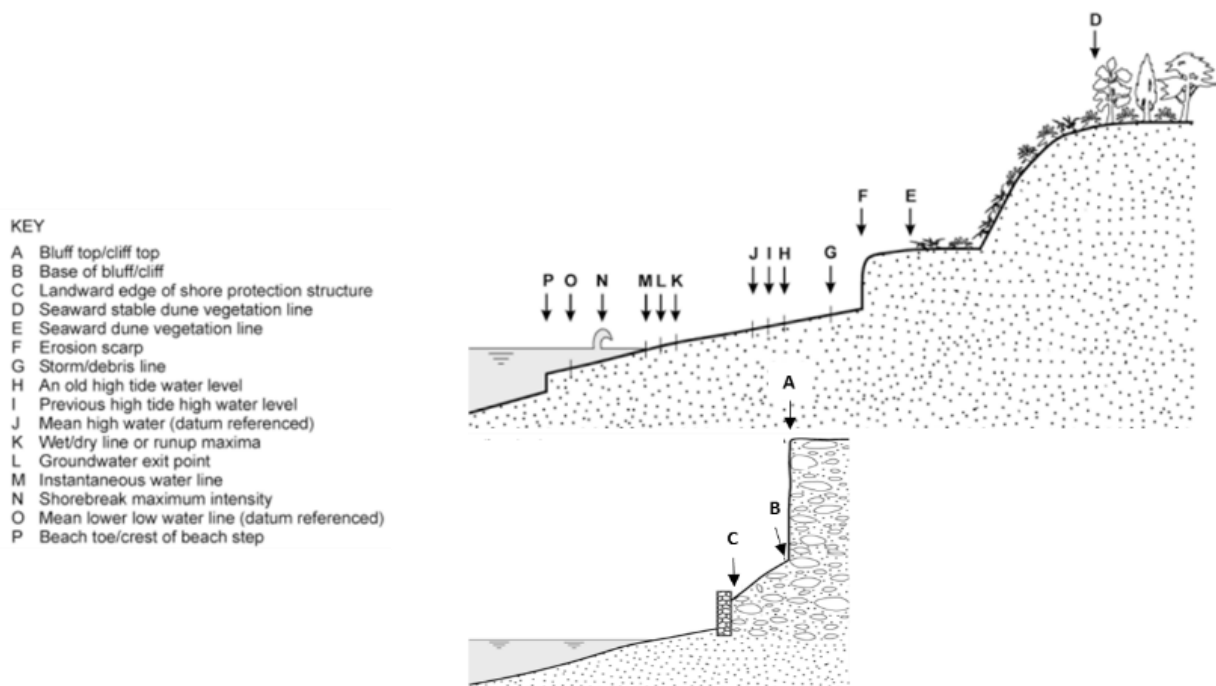 KEY
A Bluff top/cliff top
B Base of bluff/cliff
C Landward edge of shore protection structure
D Seaward stable dune vegetation line
E Seaward dune vegetation line
F Erosion scarp
G Storm/debris line
H An old high tide water level
I Previous high tide high water level
J Mean high water (datum referenced)
K Wet/dry line or runup maxima
L Groundwater exit point
M Instantaneous water line
N Shorebreak maximum intensity
O Mean lower low water line (datum referenced)
P Beach toe/crest of beach step
D
F E
J I H G
P O N M L K
A
B
C